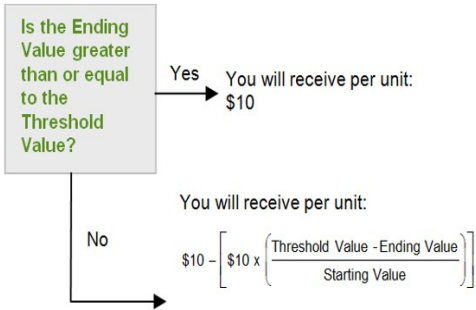 Is the Ending
Value greater
than or equal
to the
Threshold
Value?
Yes
You will receive per unit:
$10
No
You will receive per unit:
$10 – [ $10 x ( Threshold Value - Ending Value
Starting Value ) ]